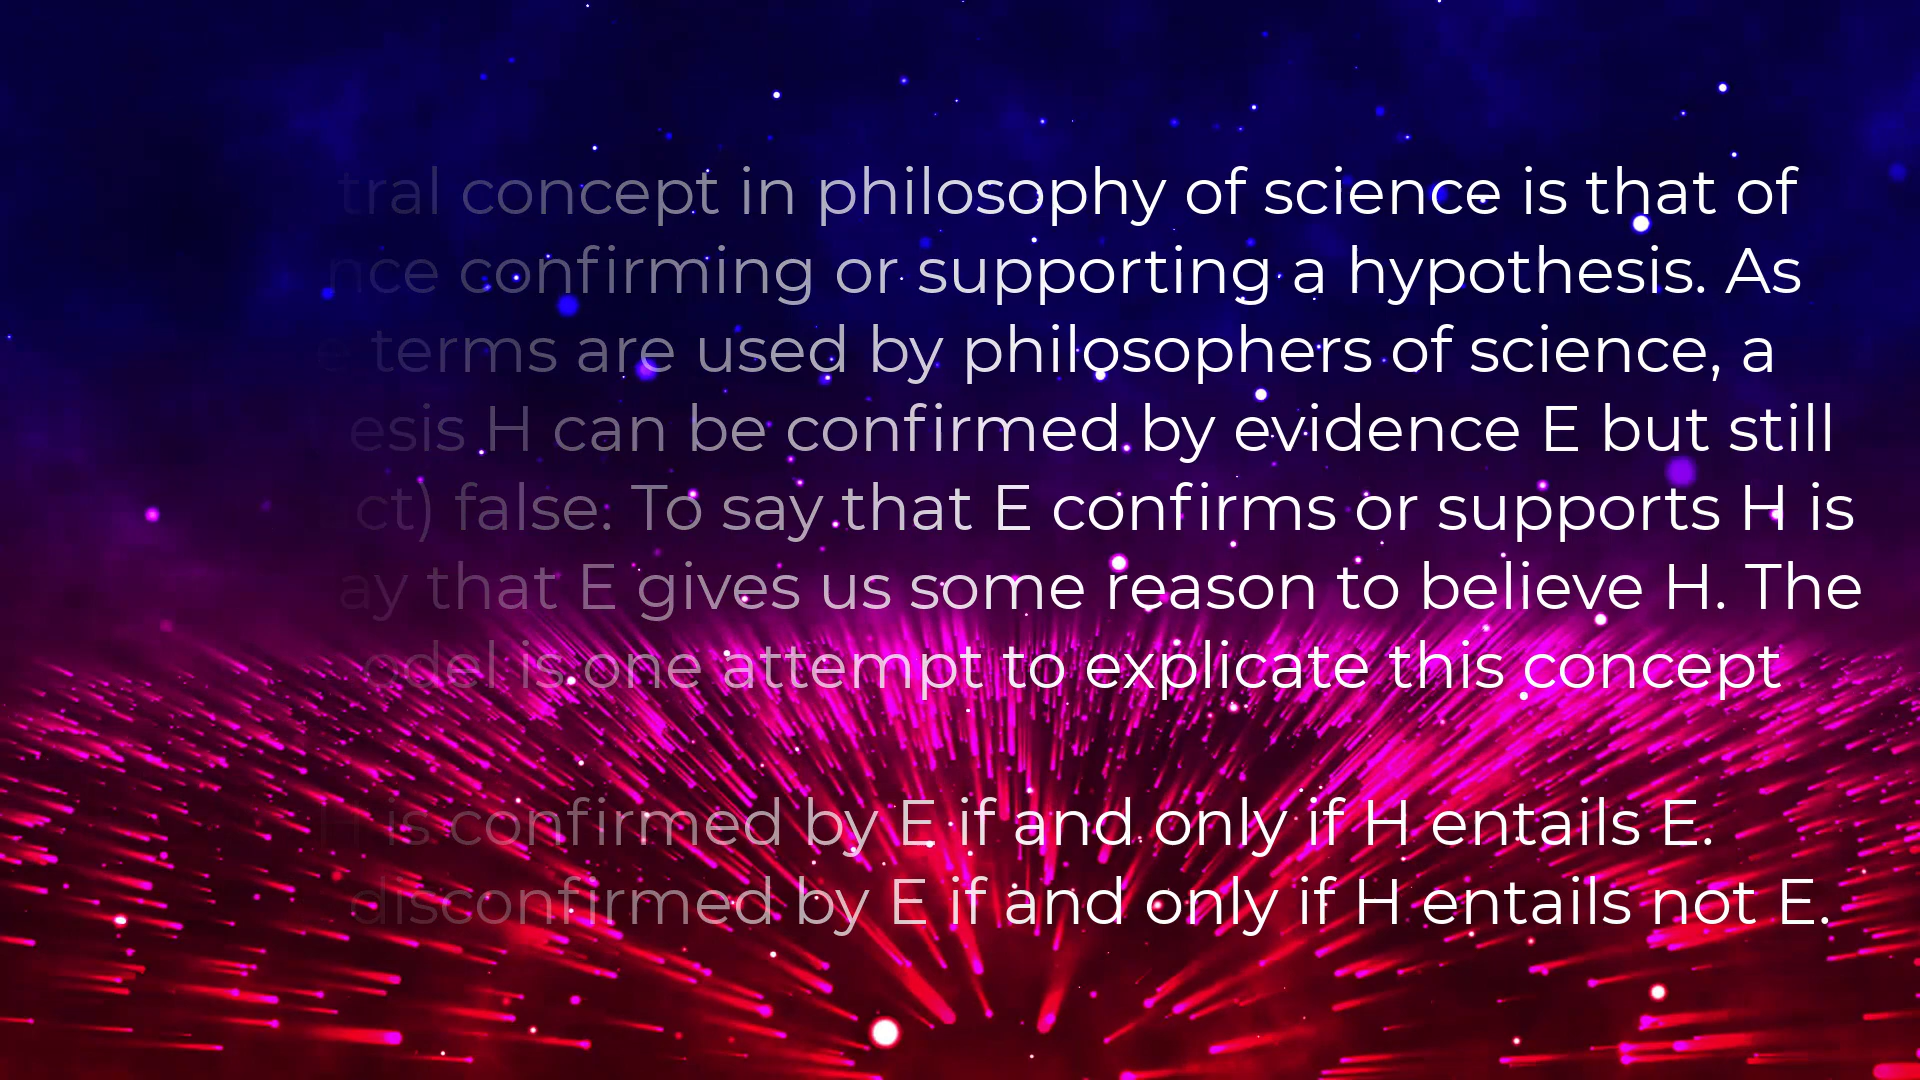 tral concept in philosophy of science is that of
nce confirming or supporting a hypothesis. As
e terms are used by philosophers of science, a
esis H can be confirmed by evidence E but still
ct) false. To say that E confirms or supports H is
ay that E gives us some reason to believe H. The
odel is one attempt to explicate this concept
H is confirmed by E if and only if H entails E.
disconfirmed by E if and only if H entails not E.